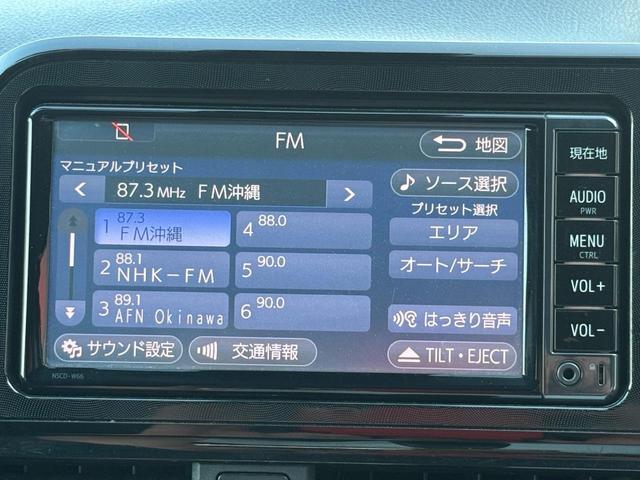 FM
地図
マニュアルプリセット
87.3MHz FM沖縄
ソース選択
プリセット選択
87.3
1 FM沖縄
4 88.0
エリア
88.1
2 NHK-FM
5 90.0
オート/サーチ
89.1
3 AFN Okinawa
6 90.0
はっきり音声
サウンド設定
交通情報
TILT・EJECT
NSCD-W66
現在地
AUDIO
PWR
MENU
CTRL
VOL+
VOL-